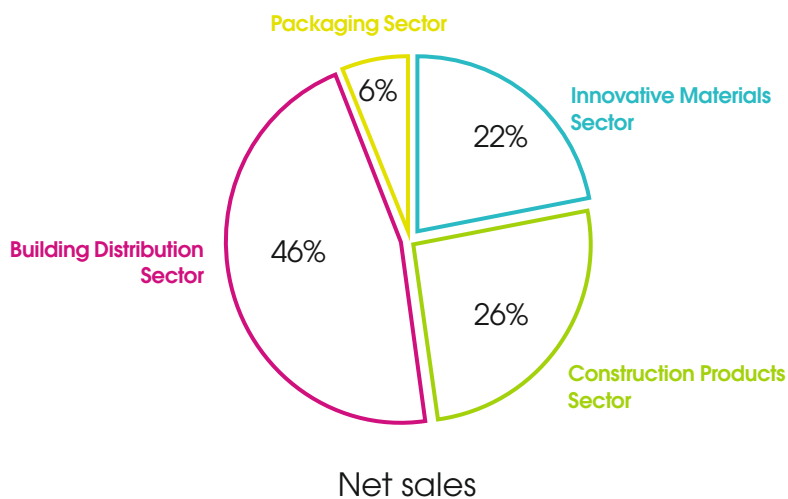 Packaging Sector
6%
Innovative Materials
Sector
22%
Building Distribution
Sector
46%
26%
Construction Products
Sector
Net sales